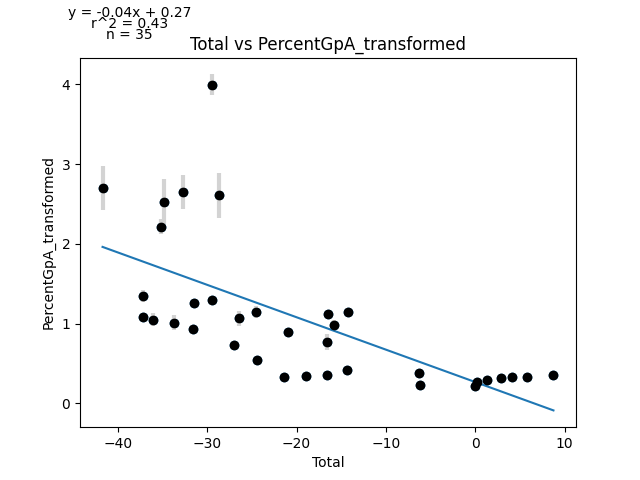 y = -0.04x + 0.27
r^2 = 0.43
n = 35
Total vs PercentGpA_transformed
PercentGpA_transformed
4
3
2
1
0
−40
−30
−20
−10
0
10
Total